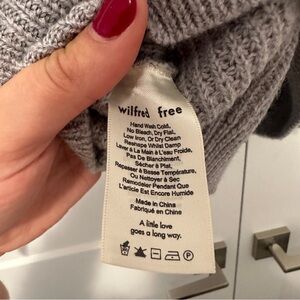 wilfred free
Hand Wash Cold,
No Bleach, Dry Flat,
Low Iron, Or Dry Clean
Reshape Whilst Damp
Laver à La Main à L'eau Froide,
Pas De Blanchiment,
Sécher à Plat,
Repasser à Basse Température,
Ou Nettoyer à Sec
Remodeler Pendant Que
L'article Est Encore Humide
Made in China
Fabriqué en Chine
A little love
goes a long way.
P